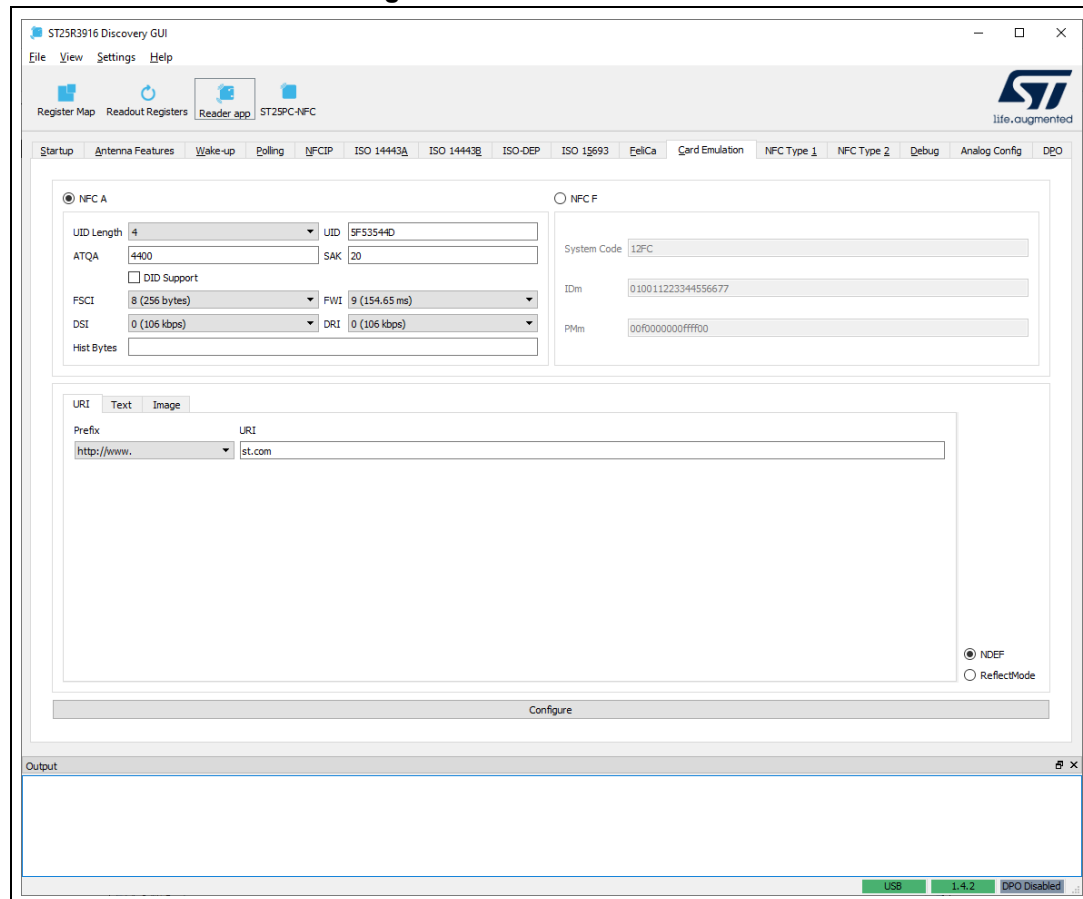 ST25R3916 Discovery GUI
File View Settings Help
Register Map Readout Registers Reader app ST25PC-NFC
life.augmented
Startup Antenna Features Wake-up Polling NFCIP ISO 14443A ISO 14443B ISO-DEP ISO 15693 FeliCa Card Emulation NFC Type 1 NFC Type 2 Debug Analog Config DPO
NFC A
UID Length 4 UID 5F53544D
ATQA 4400 SAK 20
DID Support
FSCI 8 (256 bytes) FWI 9 (154.65 ms)
DSI 0 (106 kbps) DRI 0 (106 kbps)
Hist Bytes
NFC F
System Code 12FC
IDm 010011223344556677
PMm 00f0000000ffff00
URI Text Image
Prefix URI
http://www. st.com
NDEF
ReflectMode
Configure
Output
USB 1.4.2 DPO Disabled